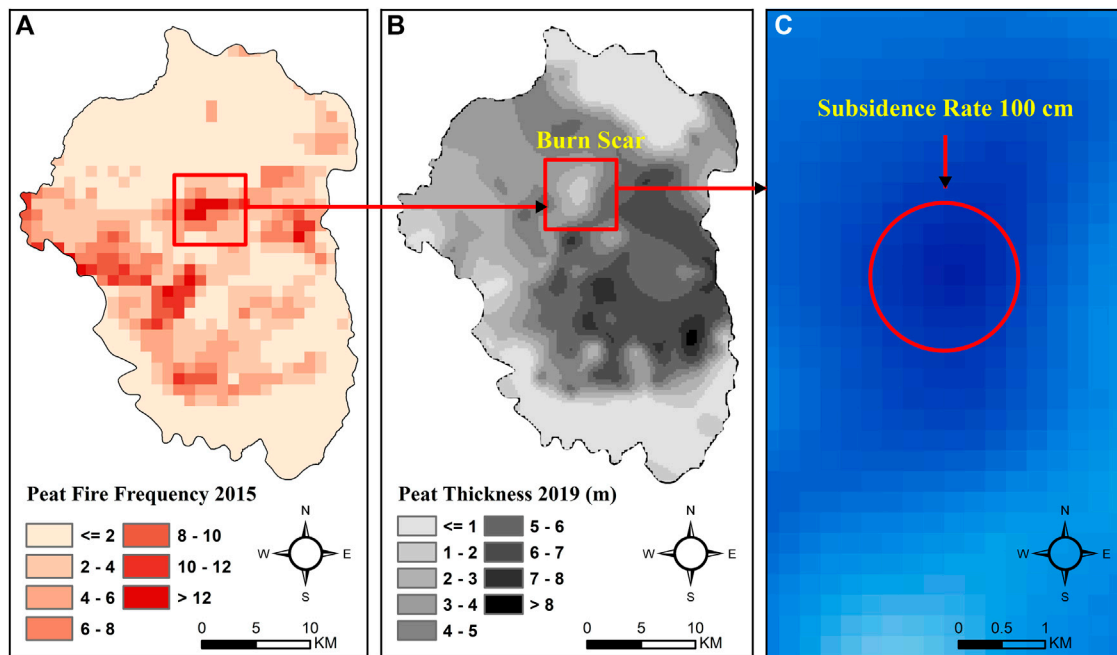 A
Peat Fire Frequency 2015
<= 2
2 - 4
4 - 6
6 - 8
8 - 10
10 - 12
> 12
N
W E
S
0 5 10
KM
B
Burn Scar
Peat Thickness 2019 (m)
<= 1
1 - 2
2 - 3
3 - 4
4 - 5
5 - 6
6 - 7
7 - 8
> 8
N
W E
S
0 5 10
KM
C
Subsidence Rate 100 cm
N
W E
S
0 0.5 1
KM